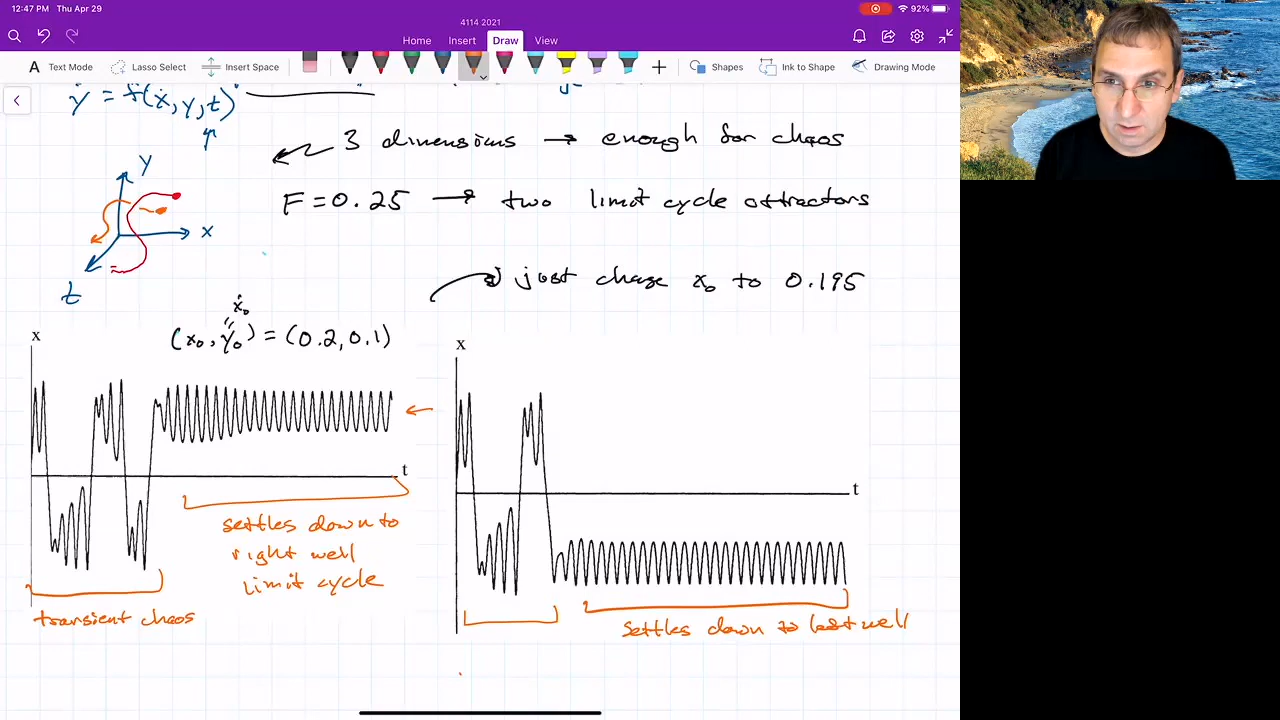 12:47 PM Thu Apr 29
92%
4114 2021
Home Insert Draw View
Text Mode Lasso Select Insert Space Shapes Ink to Shape Drawing Mode
ẏ = f(x,y,t)
3 dimensions → enough for chaos
y
x
t
F = 0.25 → two limit cycle attractors
just change x₀ to 0.195
ẋ₀
(x₀, y₀) = (0.2, 0.1)
x
x
t
t
settles down to
right well
limit cycle
transient chaos
settles down to left well